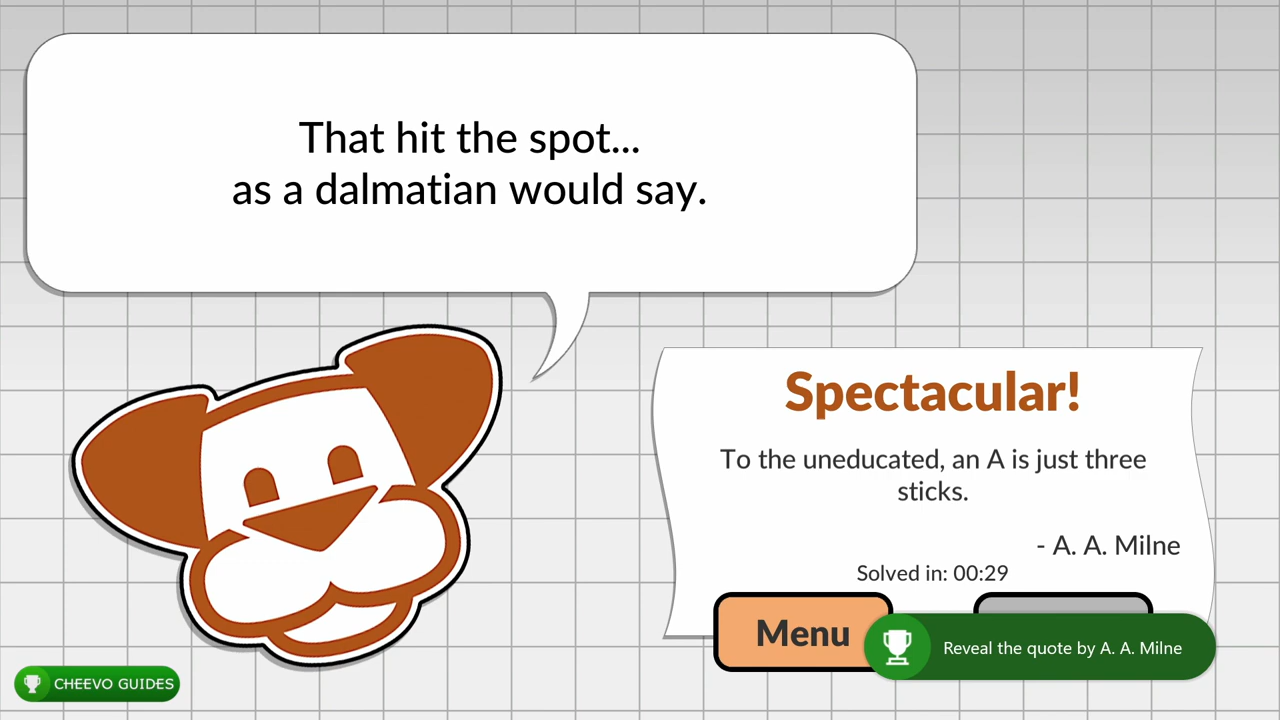 That hit the spot...
as a dalmatian would say.
Spectacular!
To the uneducated, an A is just three
sticks.
- A. A. Milne
Solved in: 00:29
Menu
Reveal the quote by A. A. Milne
CHEEVO GUIDES